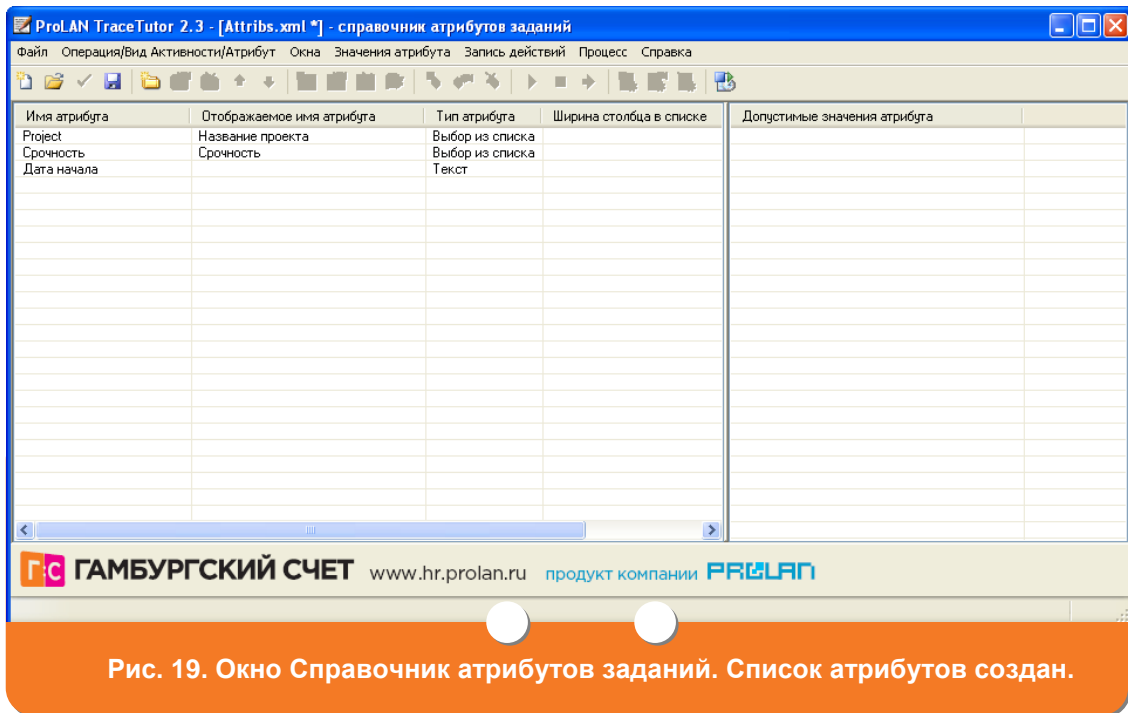 ProLAN TraceTutor 2.3 - [Attribs.xml *] - справочник атрибутов заданий
Файл Операция/Вид Активности/Атрибут Окна Значения атрибута Запись действий Процесс Справка
Имя атрибута Отображаемое имя атрибута Тип атрибута Ширина столбца в списке Допустимые значения атрибута
Project Название проекта Выбор из списка
Срочность Срочность Выбор из списка
Дата начала Текст
Г:С ГАМБУРГСКИЙ СЧЕТ www.hr.prolan.ru продукт компании PROLAN
Рис. 19. Окно Справочник атрибутов заданий. Список атрибутов создан.